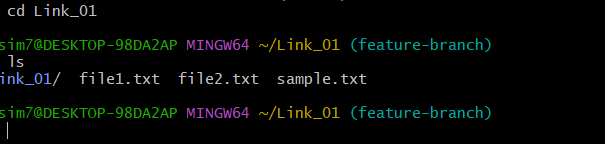 cd Link_01
sim7@DESKTOP-98DA2AP MINGW64 ~/Link_01 (feature-branch)
ls
ink_01/ file1.txt file2.txt sample.txt
sim7@DESKTOP-98DA2AP MINGW64 ~/Link_01 (feature-branch)